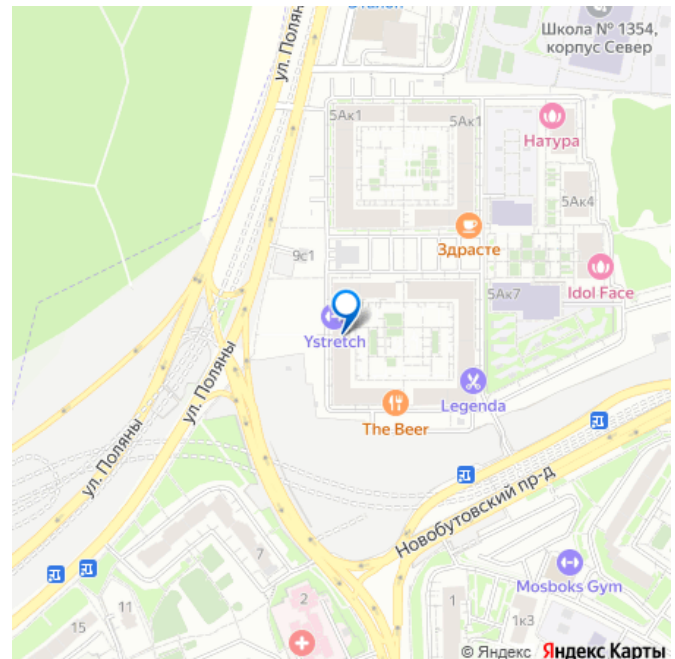 Эталон
Школа № 1354,
корпус Север
ул. Поляны
5Ак1
5Ак1
Натура
5Ак4
Здрасте
9с1
Idol Face
5Ак7
Ystretch
Legenda
The Beer
ул. Поляны
ул. Поляны
Новобутовский пр-д
7
Mosboks Gym
2
11
1
1к3
15
© Яндекс Яндекс Карты